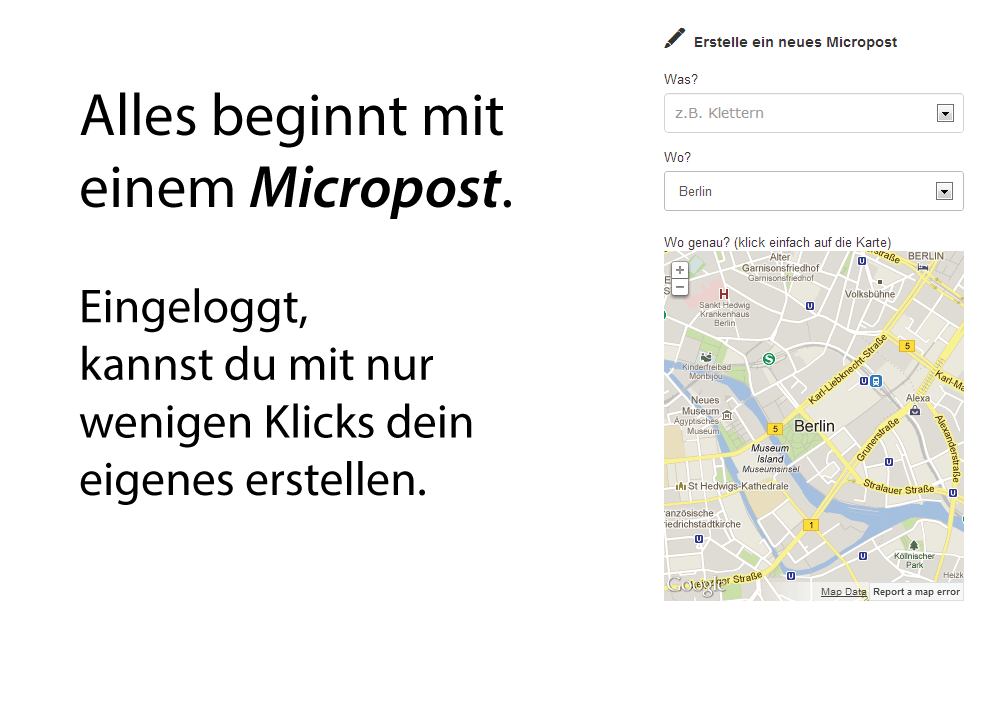 Alles beginnt mit
einem Micropost.
Eingeloggt,
kannst du mit nur
wenigen Klicks dein
eigenes erstellen.
Erstelle ein neues Micropost
Was?
z.B. Klettern
Wo?
Berlin
Wo genau? (klick einfach auf die Karte)
Alter
Garnisonsfriedhof
Garnisonsfriedhof
BERLIN
Volksbühne
H
Sankt Hedwig
Krankenhaus
Berlin
5
S
Kinderfreibad
Monbijou
Karl-Liebknecht-Straße
Karl-Ma
Neues
Museum
Ägyptisches
Museum
Alexa
5
Berlin
Grunerstraße
Alexanderstraße
Museum
Island
Museumsinsel
St Hedwigs-Kathedrale
Stralauer Straße
ranzösische
riedrichstadtkirche
1
Köllnischer
Park
Heizk
Google
Leipziger Straße
Map Data
Report a map error